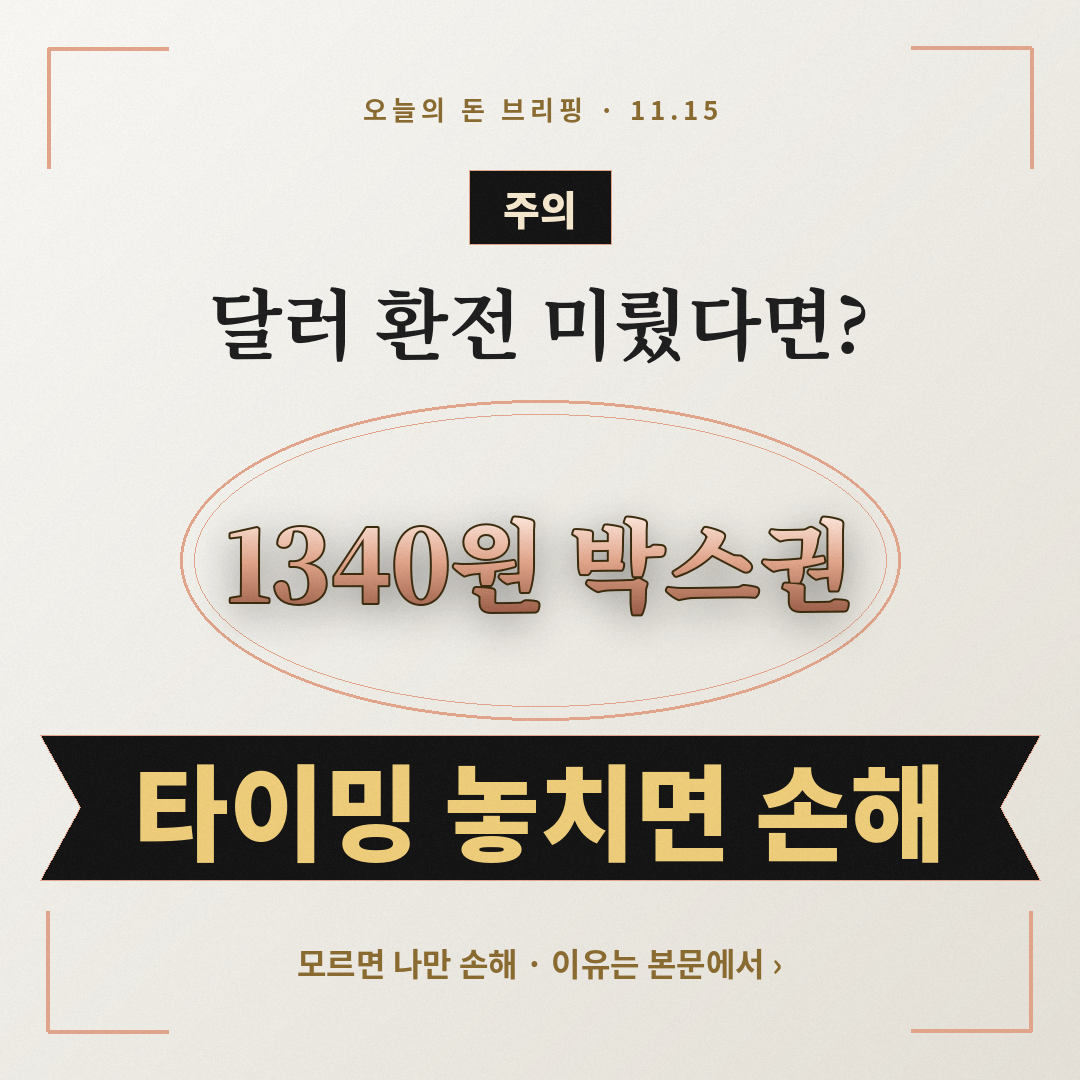 오늘의 돈 브리핑 · 11.15
주의
달러 환전 미뤘다면?
1340원 박스권
타이밍 놓치면 손해
모르면 나만 손해 · 이유는 본문에서 ›